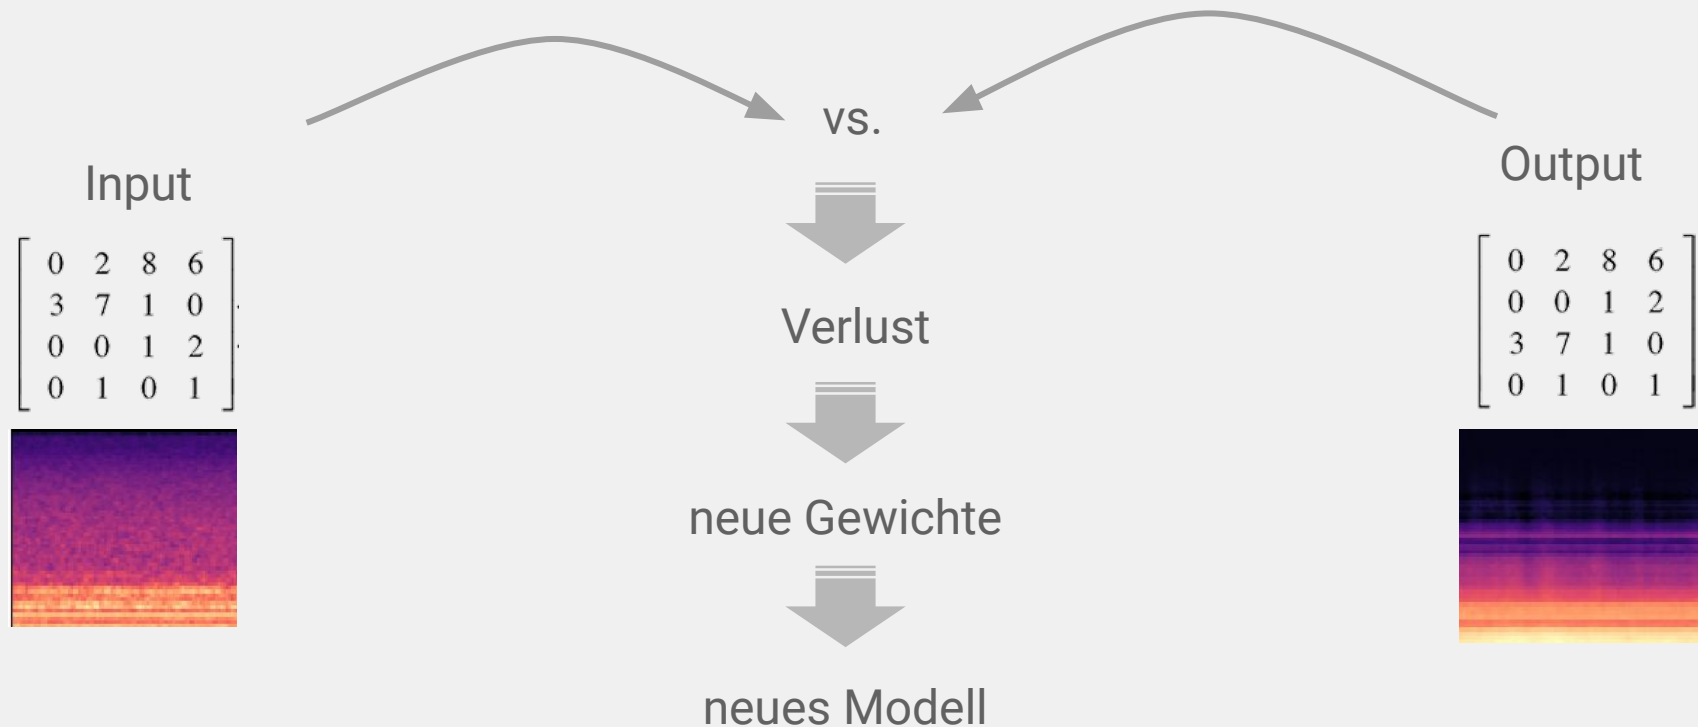 vs.
Input
0 2 8 6
3 7 1 0
0 0 1 2
0 1 0 1
Output
0 2 8 6
0 0 1 2
3 7 1 0
0 1 0 1
Verlust
neue Gewichte
neues Modell